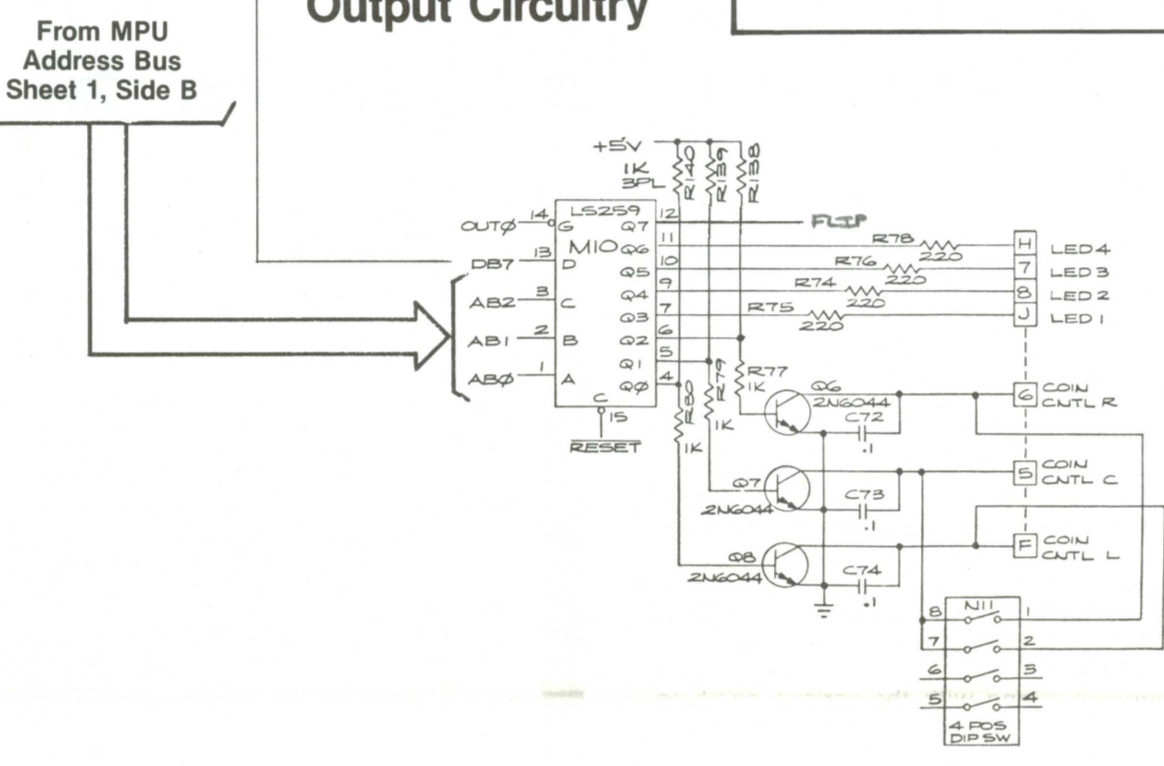 Output Circuitry
From MPU
Address Bus
Sheet 1, Side B
+5V
1K
3PL
R140
R139
R138
LS259
M10
OUTØ 14 G
DB7 13 D
AB2 3 C
AB1 2 B
ABØ 1 A
C
15
RESET
Q7 12 FLIP
Q6 11 R78 220 H LED 4
Q5 10 R76 220 7 LED 3
Q4 9 R74 220 8 LED 2
Q3 7 R75 220 J LED 1
Q2 6
Q1 5
QØ 4
R77
1K
R79
1K
R80
1K
Q6
2N6044
C72
.1
6 COIN
CNTL R
Q7
2N6044
C73
.1
5 COIN
CNTL C
Q8
2N6044
C74
.1
F COIN
CNTL L
N11
8 1
7 2
6 3
5 4
4 POS
DIP SW